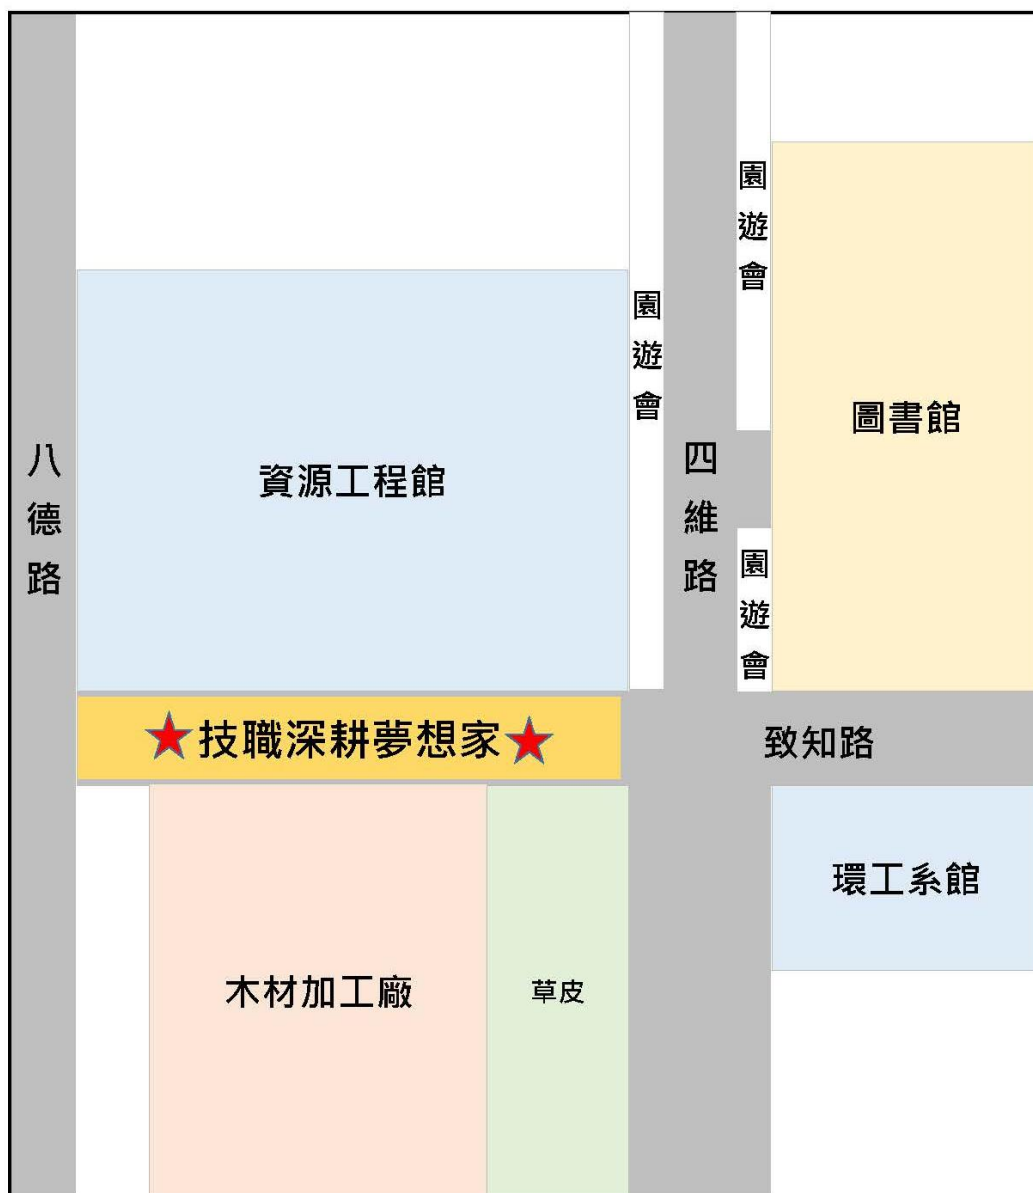 園遊會
園遊會
圖書館
八德路
資源工程館
四維路
園遊會
技職深耕夢想家
致知路
環工系館
木材加工廠
草皮